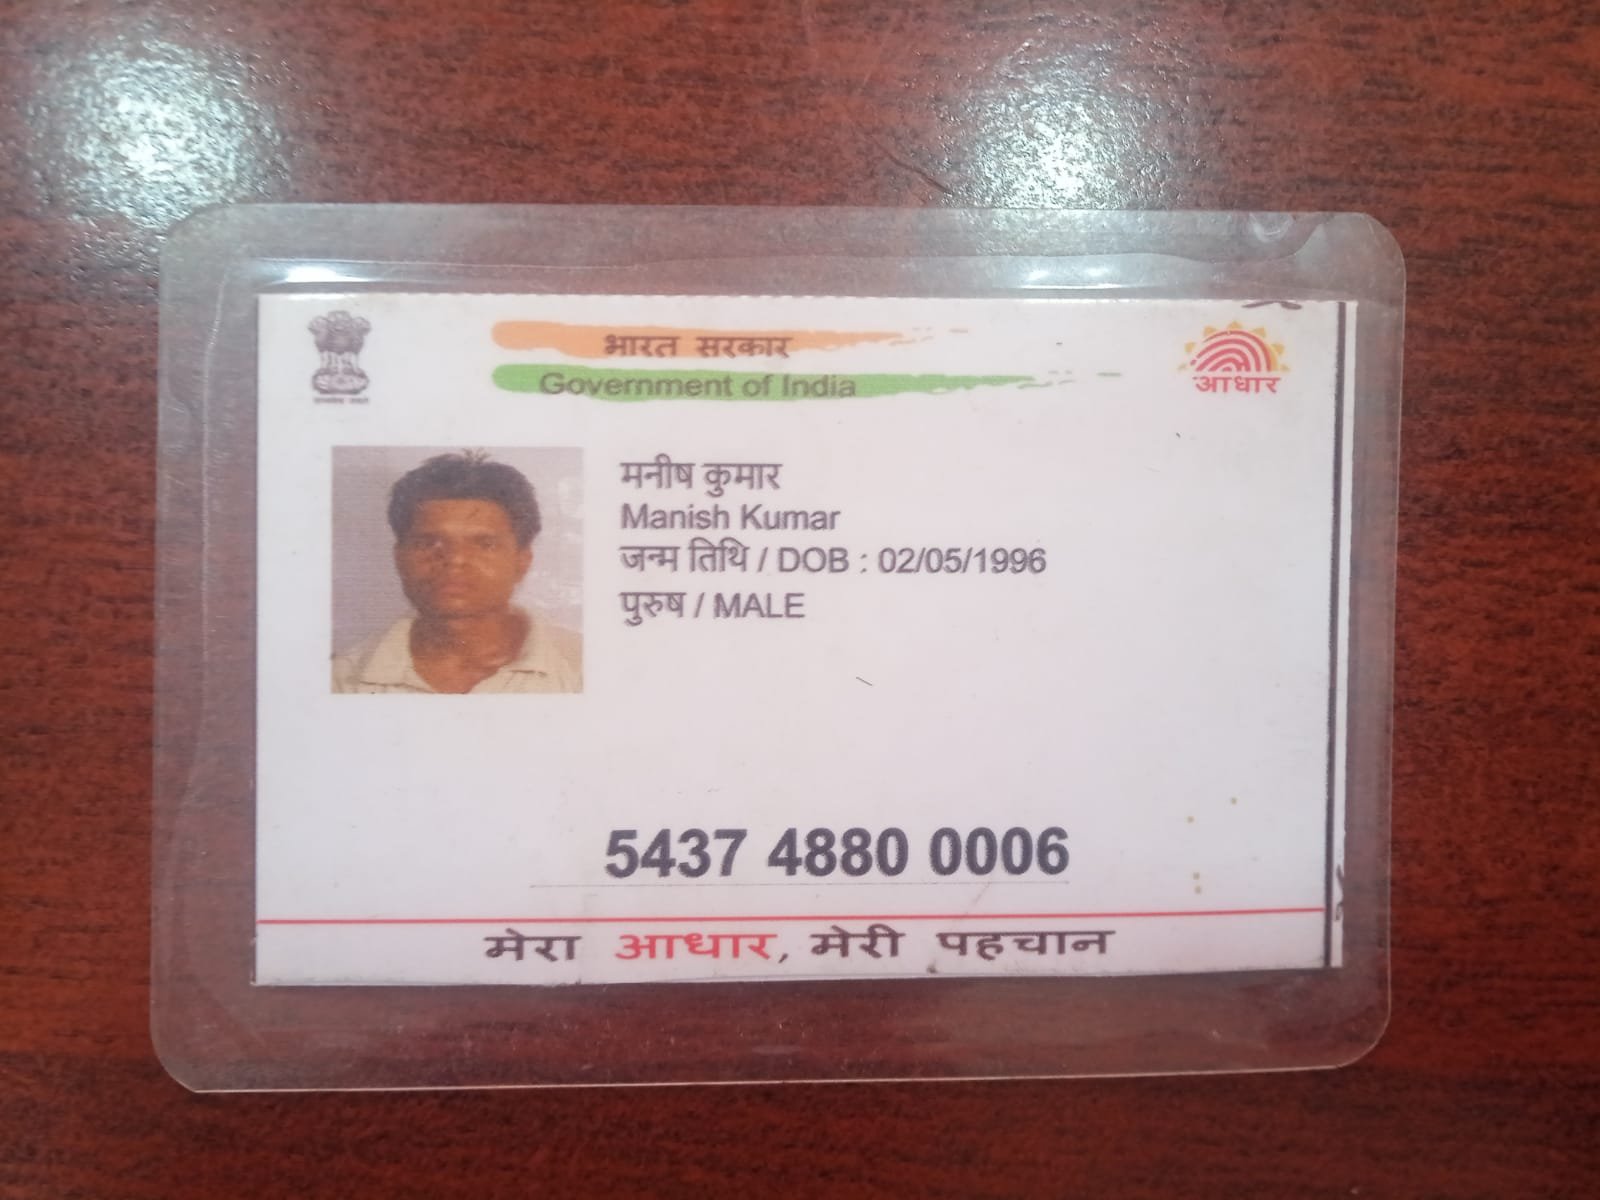 भारत सरकार
Government of India
आधार
मनीष कुमार
Manish Kumar
जन्म तिथि / DOB : 02/05/1996
पुरुष / MALE
5437 4880 0006
मेरा आधार, मेरी पहचान